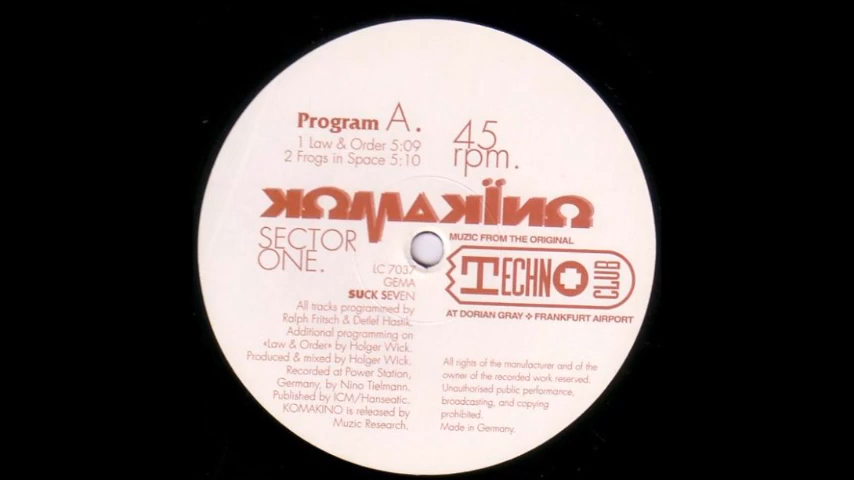 Program A.
1 Law & Order 5:09
2 Frogs in Space 5:10
45
rpm.
KOMAKÏNO
SECTOR
ONE.
MUZIC FROM THE ORIGINAL
TECHNO
CLUB
AT DORIAN GRAY ✢ FRANKFURT AIRPORT
LC 7037
GEMA
SUCK SEVEN
All tracks programmed by
Ralph Fritsch & Detlef Hastik.
Additional programming on
«Law & Order» by Holger Wick.
Produced & mixed by Holger Wick.
Recorded at Power Station,
Germany, by Nino Tielmann.
Published by ICM/Hanseatic.
KOMAKINO is released by
Muzic Research.
All rights of the manufacturer and of the
owner of the recorded work reserved.
Unauthorised public performance,
broadcasting, and copying
prohibited.
Made in Germany.